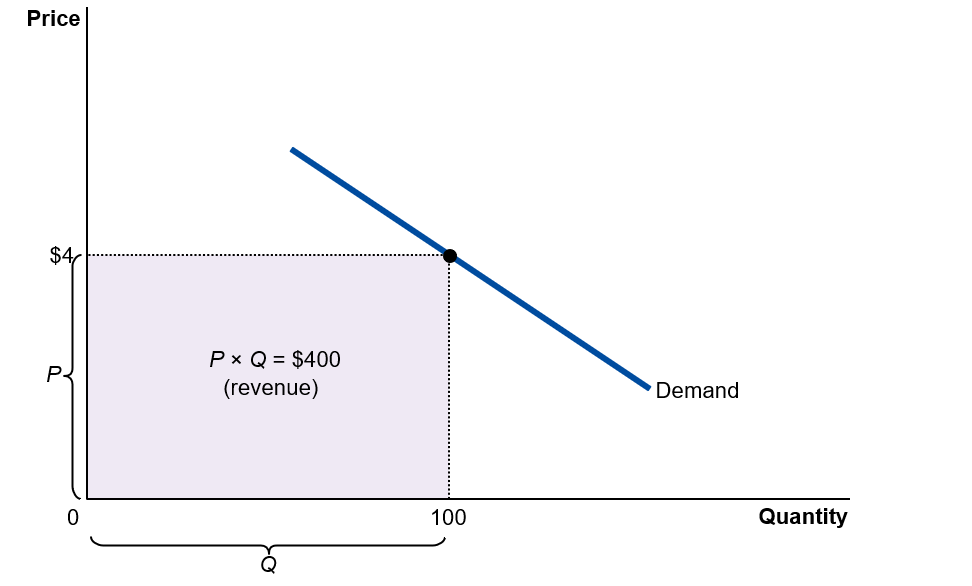 Price
$4
P × Q = $400
(revenue)
P
Demand
0
100
Quantity
Q